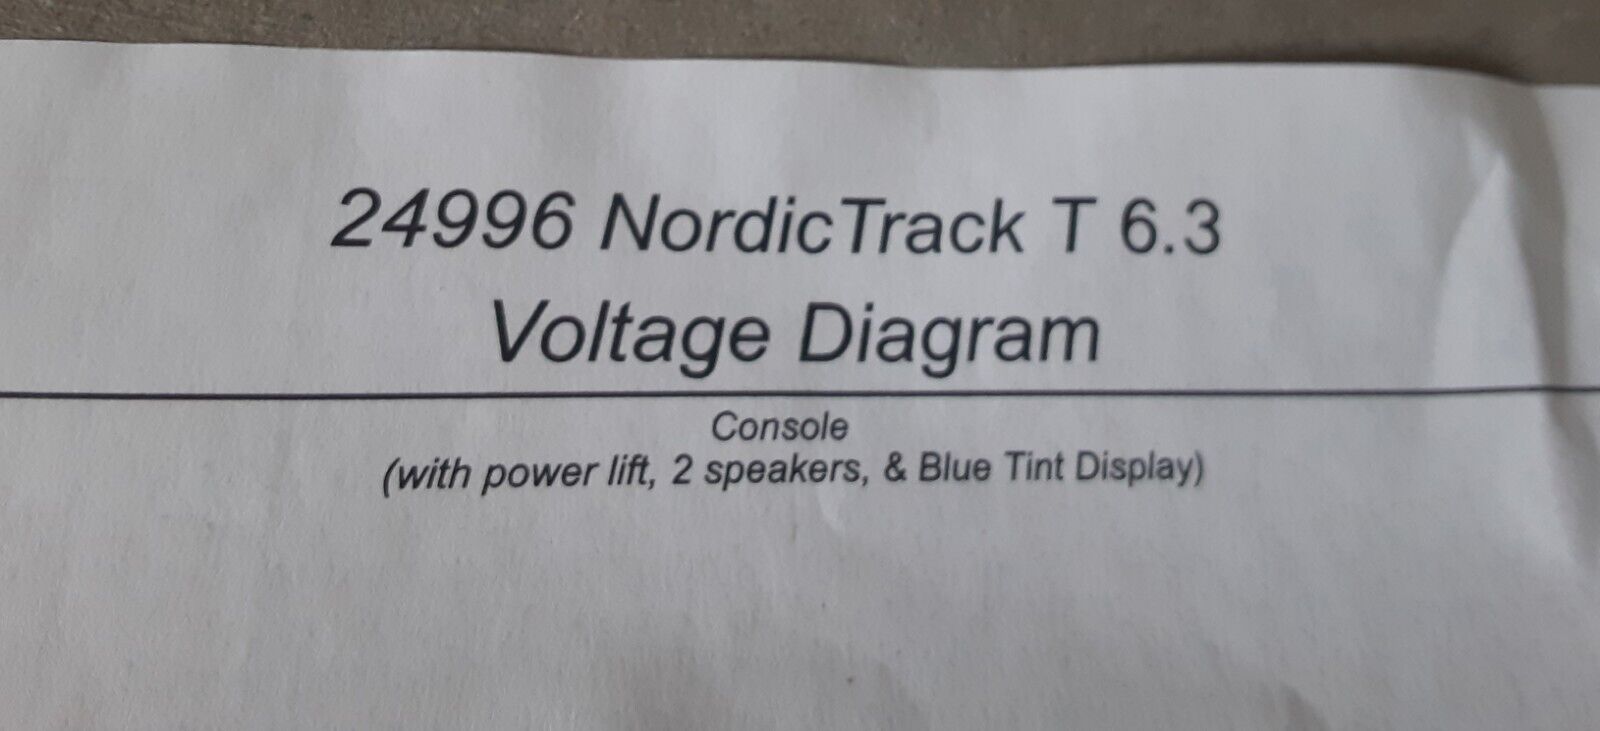 24996 NordicTrack T 6.3
Voltage Diagram
Console
(with power lift, 2 speakers, & Blue Tint Display)